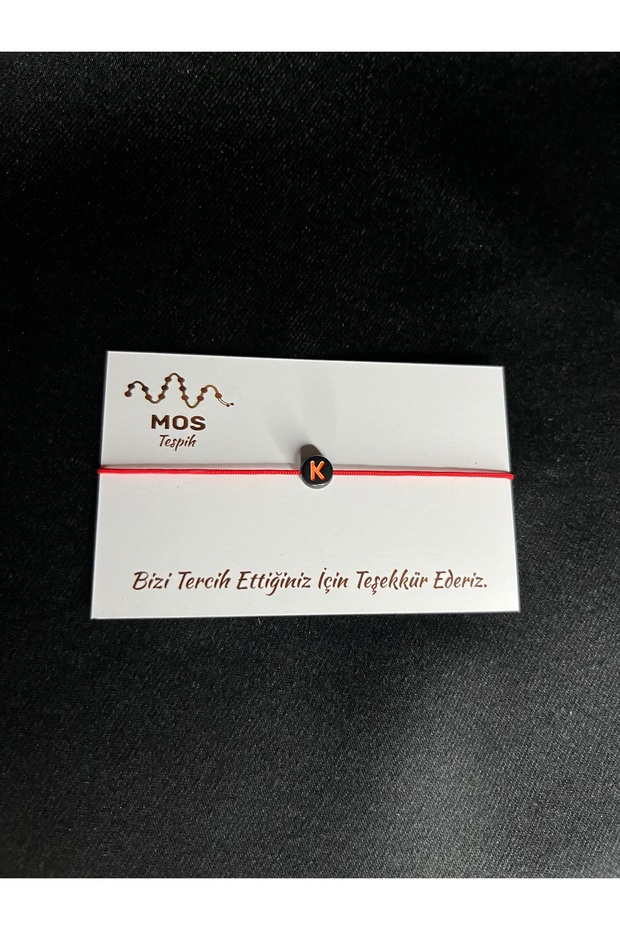 MOS
Tespih
K
Bizi Tercih Ettiğiniz İçin Teşekkür Ederiz.